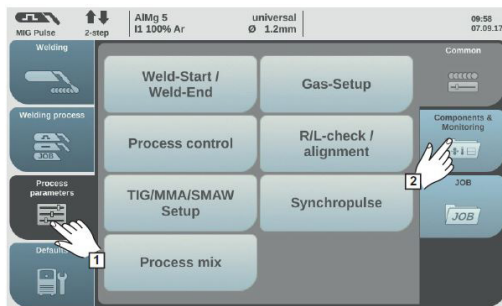 MIG Pulse
2-step
AlMg 5
I1 100% Ar
universal
Ø 1.2mm
09:58
07.09.17
Welding
Welding process
JOB
Process
parameters
1
Defaults
Weld-Start /
Weld-End
Gas-Setup
Process control
R/L-check /
alignment
TIG/MMA/SMAW
Setup
Synchropulse
Process mix
Common
Components &
Monitoring
2
JOB
JOB